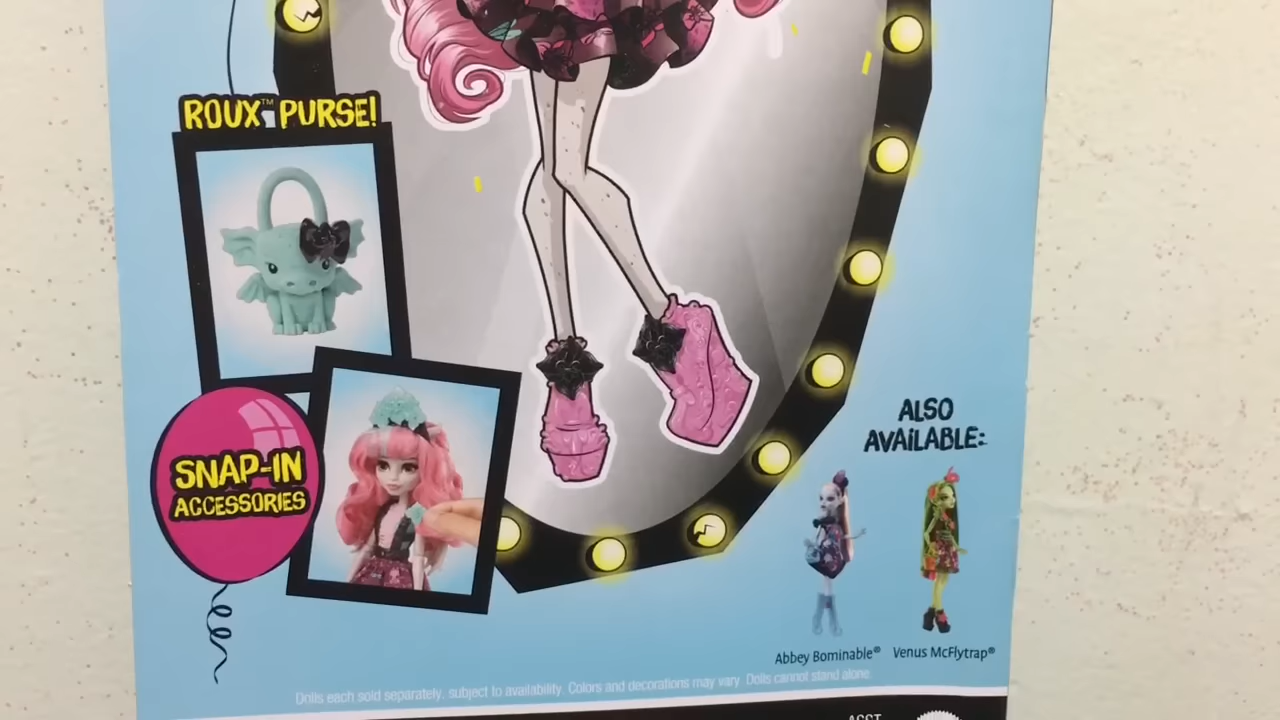 ROUX™ PURSE!
SNAP-IN
ACCESSORIES
ALSO
AVAILABLE:
Abbey Bominable® Venus McFlytrap®
Dolls each sold separately, subject to availability. Colors and decorations may vary. Dolls cannot stand alone.
ASST